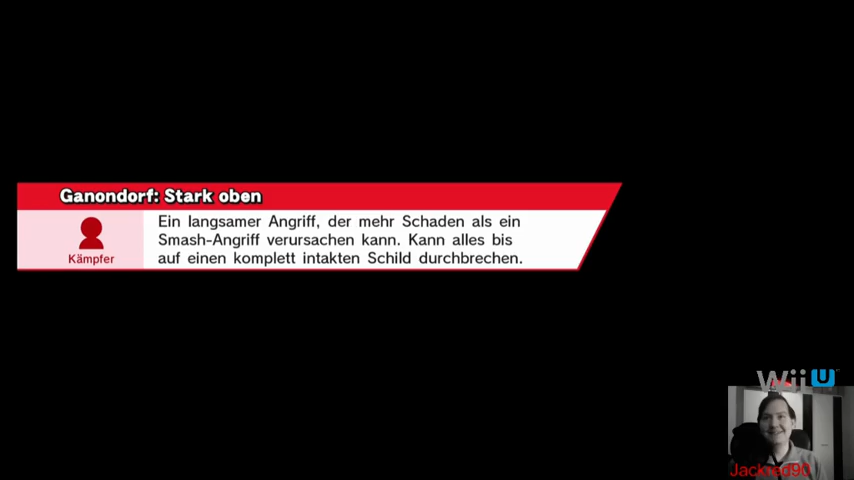 Ganondorf: Stark oben
Ein langsamer Angriff, der mehr Schaden als ein
Smash-Angriff verursachen kann. Kann alles bis
auf einen komplett intakten Schild durchbrechen.
Kämpfer
Wii U
Jackred90